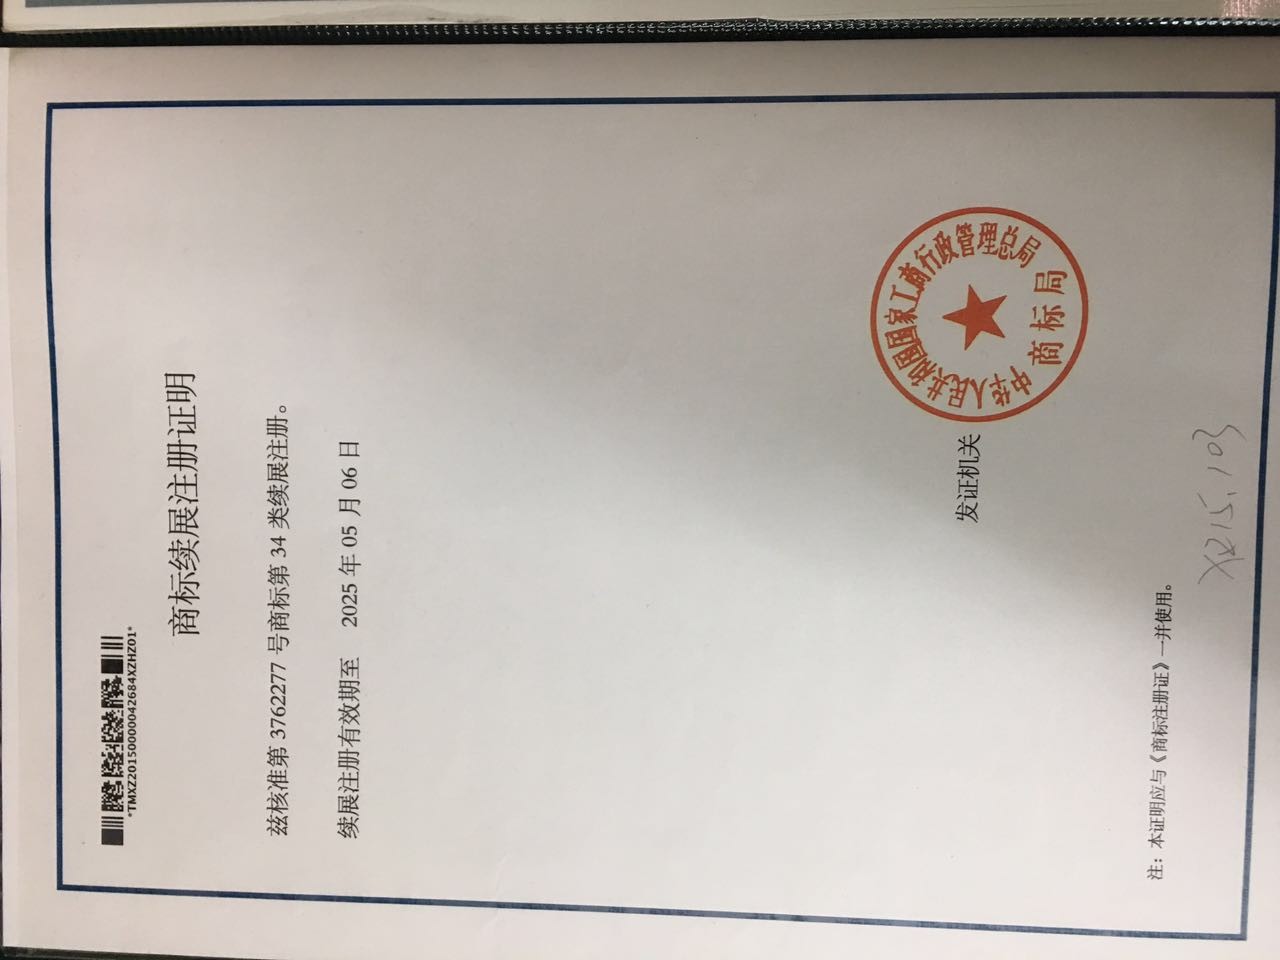 *TMXZ20150000042684XZHZ01*
商标续展注册证明
兹核准第 3762277 号商标第 34 类续展注册。
续展注册有效期至 2025 年 05 月 06 日
发证机关
中华人民共和国国家工商行政管理总局
商标局
注：本证明应与《商标注册证》一并使用。
X215.103